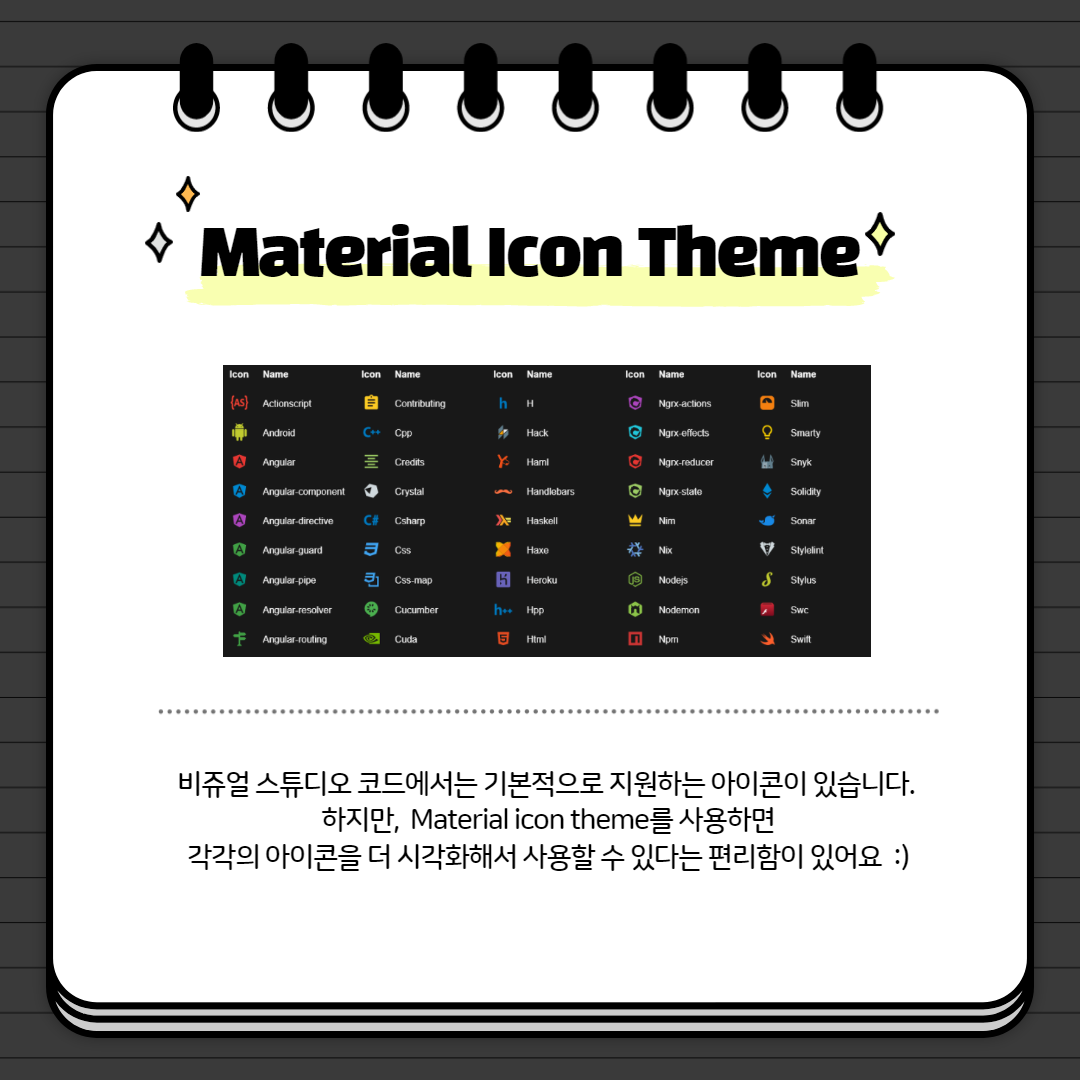 Material Icon Theme
Icon Name Icon Name Icon Name Icon Name Icon Name
{AS} Actionscript Contributing h H Ngrx-actions Slim
Android C++ Cpp Hack Ngrx-effects Smarty
Angular Credits Haml Ngrx-reducer Snyk
Angular-component Crystal Handlebars Ngrx-state Solidity
Angular-directive C# Csharp Haskell Nim Sonar
Angular-guard Css Haxe Nix Stylelint
Angular-pipe Css-map Heroku JS Nodejs Stylus
Angular-resolver Cucumber h++ Hpp Nodemon Swc
Angular-routing Cuda 5 Html Npm Swift
비쥬얼 스튜디오 코드에서는 기본적으로 지원하는 아이콘이 있습니다.
하지만, Material icon theme를 사용하면
각각의 아이콘을 더 시각화해서 사용할 수 있다는 편리함이 있어요 :)